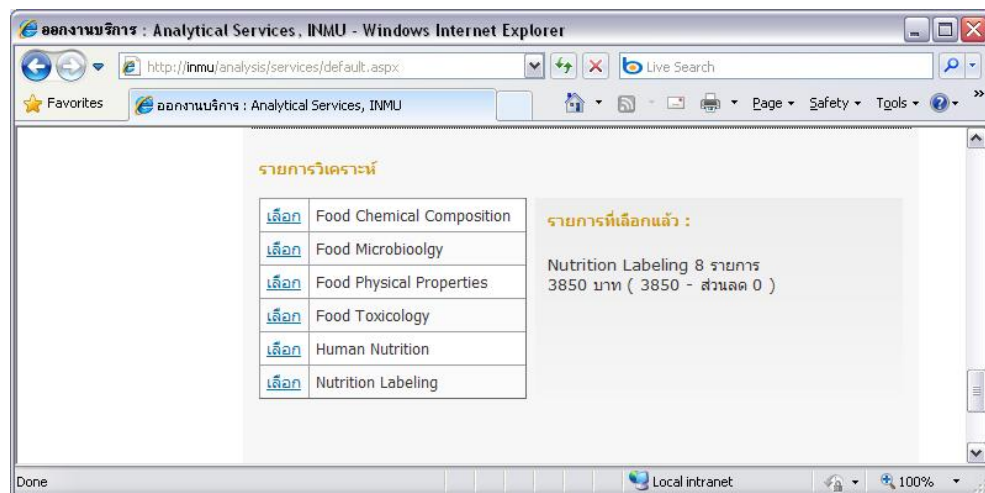 ออกงานบริการ : Analytical Services, INMU - Windows Internet Explorer
http://inmu/analysis/services/default.aspx
Live Search
Favorites
ออกงานบริการ : Analytical Services, INMU
Page
Safety
Tools
»
รายการวิเคราะห์
เลือก Food Chemical Composition
เลือก Food Microbioolgy
เลือก Food Physical Properties
เลือก Food Toxicology
เลือก Human Nutrition
เลือก Nutrition Labeling
รายการที่เลือกแล้ว :
Nutrition Labeling 8 รายการ
3850 บาท ( 3850 - ส่วนลด 0 )
Done
Local intranet
100%